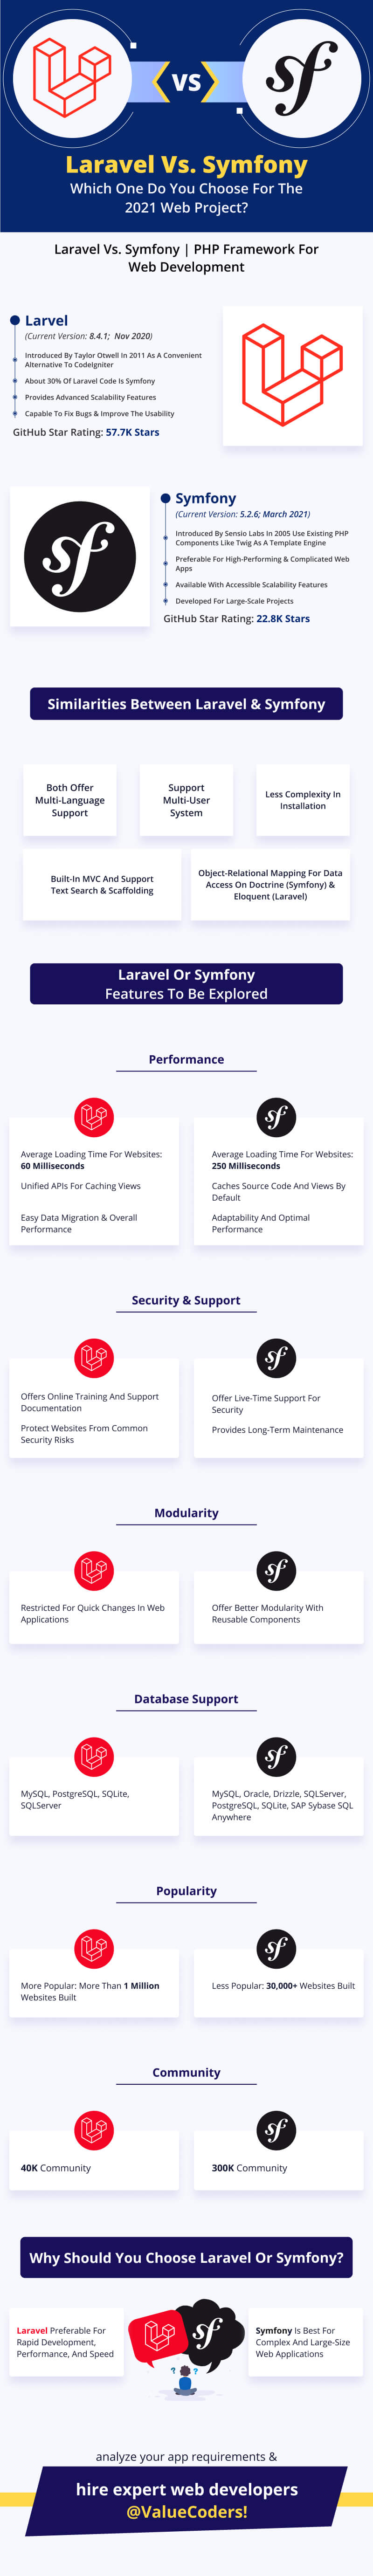 VS
sf
Laravel Vs. Symfony
Which One Do You Choose For The
2021 Web Project?
Laravel Vs. Symfony | PHP Framework For
Web Development
Larvel
(Current Version: 8.4.1; Nov 2020)
Introduced By Taylor Otwell In 2011 As A Convenient
Alternative To CodeIgniter
About 30% Of Laravel Code Is Symfony
Provides Advanced Scalability Features
Capable To Fix Bugs & Improve The Usability
GitHub Star Rating: 57.7K Stars
sf
Symfony
(Current Version: 5.2.6; March 2021)
Introduced By Sensio Labs In 2005 Use Existing PHP
Components Like Twig As A Template Engine
Preferable For High-Performing & Complicated Web
Apps
Available With Accessible Scalability Features
Developed For Large-Scale Projects
GitHub Star Rating: 22.8K Stars
Similarities Between Laravel & Symfony
Both Offer
Multi-Language
Support
Support
Multi-User
System
Less Complexity In
Installation
Built-In MVC And Support
Text Search & Scaffolding
Object-Relational Mapping For Data
Access On Doctrine (Symfony) &
Eloquent (Laravel)
Laravel Or Symfony
Features To Be Explored
Performance
sf
Average Loading Time For Websites:
60 Milliseconds
Unified APIs For Caching Views
Easy Data Migration & Overall
Performance
Average Loading Time For Websites:
250 Milliseconds
Caches Source Code And Views By
Default
Adaptability And Optimal
Performance
Security & Support
sf
Offers Online Training And Support
Documentation
Protect Websites From Common
Security Risks
Offer Live-Time Support For
Security
Provides Long-Term Maintenance
Modularity
sf
Restricted For Quick Changes In Web
Applications
Offer Better Modularity With
Reusable Components
Database Support
sf
MySQL, PostgreSQL, SQLite,
SQLServer
MySQL, Oracle, Drizzle, SQLServer,
PostgreSQL, SQLite, SAP Sybase SQL
Anywhere
Popularity
sf
More Popular: More Than 1 Million
Websites Built
Less Popular: 30,000+ Websites Built
Community
sf
40K Community
300K Community
Why Should You Choose Laravel Or Symfony?
Laravel Preferable For
Rapid Development,
Performance, And Speed
sf
? ?
Symfony Is Best For
Complex And Large-Size
Web Applications
analyze your app requirements &
hire expert web developers
@ValueCoders!